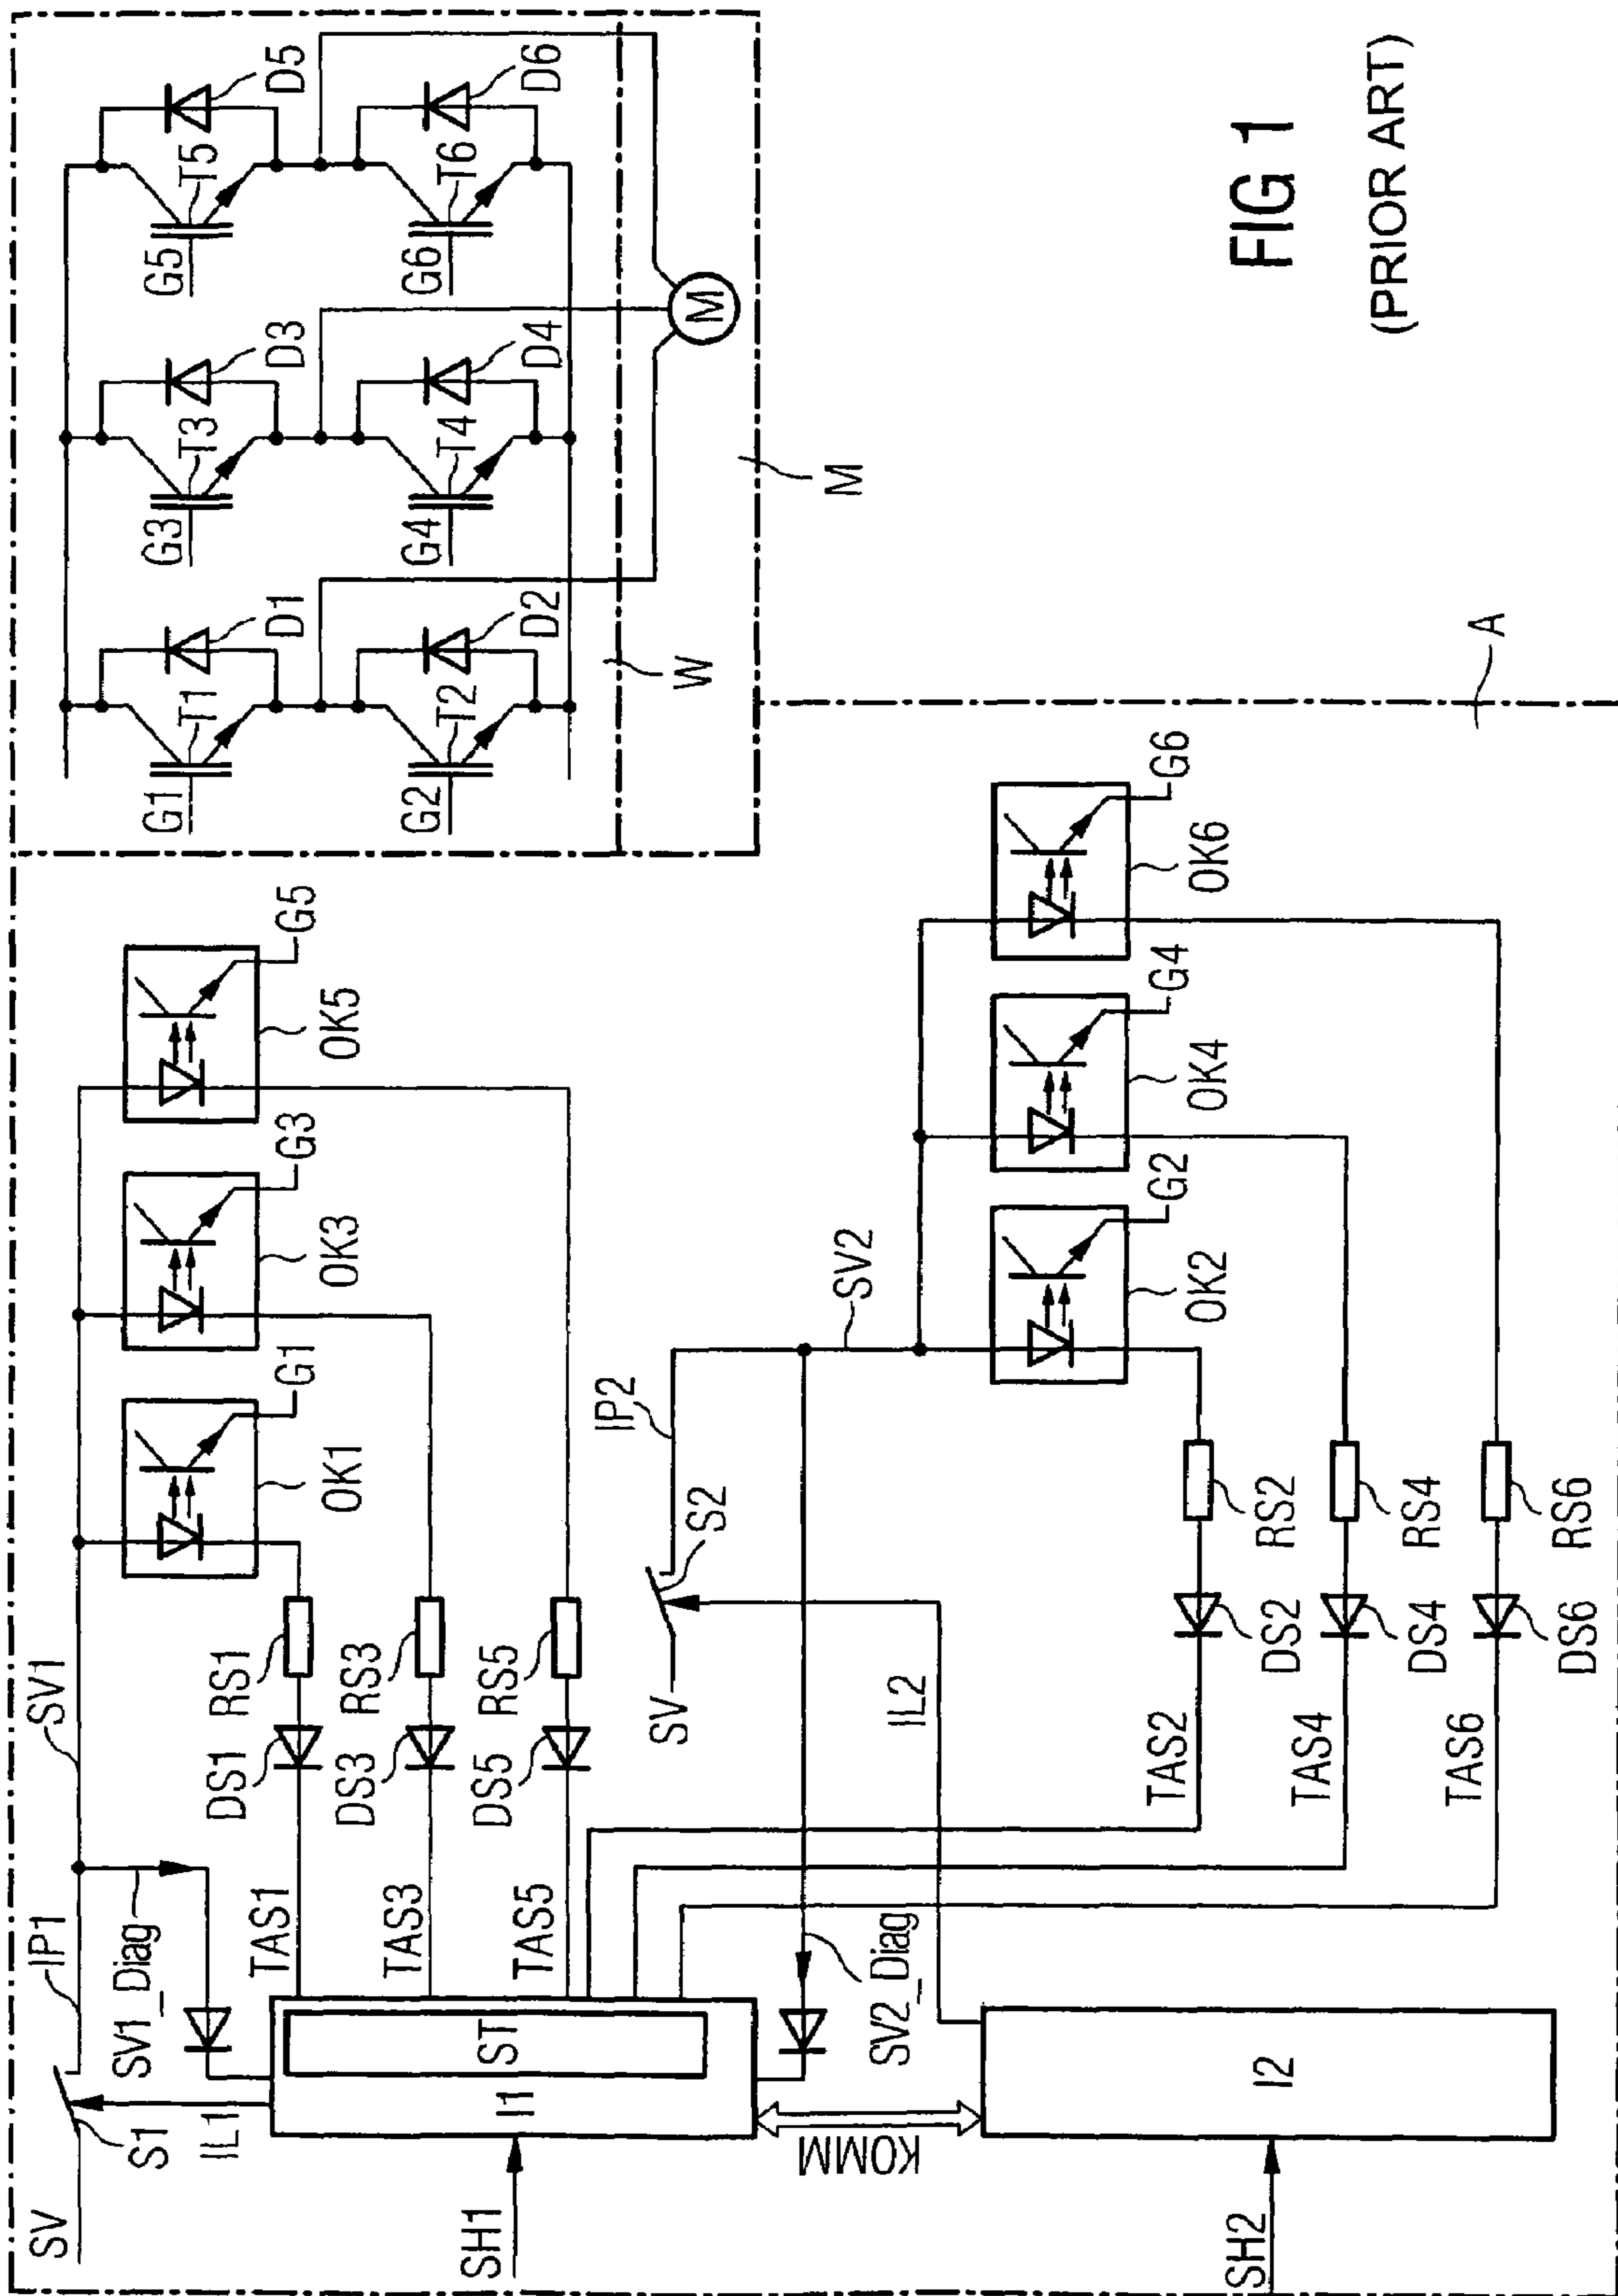 SV
S1
IL1
IP1
SV1_Diag
SV1
TAS1
TAS3
TAS5
DS1
RS1
DS3
RS3
DS5
RS5
OK1
G1
OK3
G3
OK5
G5
SH1
I1
ST
KOMM
SH2
I2
SV2_Diag
IL2
SV
S2
IP2
SV2
TAS2
TAS4
TAS6
DS2
RS2
DS4
RS4
DS6
RS6
OK2
G2
OK4
G4
OK6
G6
G1
T1
D1
G3
T3
D3
G5
T5
D5
G2
T2
D2
G4
T4
D4
G6
T6
D6
M
W
M
A
FIG 1
(PRIOR ART)